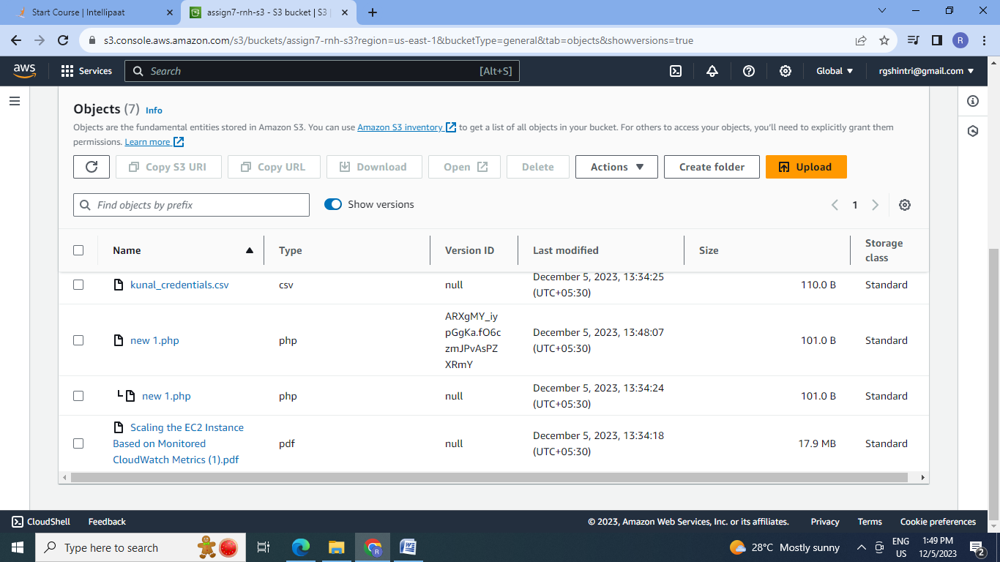 Start Course | Intellipaat
assign7-rnh-s3 - S3 bucket | S3 |
s3.console.aws.amazon.com/s3/buckets/assign7-rnh-s3?region=us-east-1&bucketType=general&tab=objects&showversions=true
R
aws
Services
Search
[Alt+S]
Global
rgshintri@gmail.com
Objects (7) Info
Objects are the fundamental entities stored in Amazon S3. You can use Amazon S3 inventory to get a list of all objects in your bucket. For others to access your objects, you'll need to explicitly grant them
permissions. Learn more
Copy S3 URI
Copy URL
Download
Open
Delete
Actions
Create folder
Upload
Find objects by prefix
Show versions
1
Name
Type
Version ID
Last modified
Size
Storage
class
kunal_credentials.csv
csv
null
December 5, 2023, 13:34:25
(UTC+05:30)
110.0 B
Standard
new 1.php
php
ARXgMY_iy
pGgKa.fO6c
zmJPvAsPZ
XRmY
December 5, 2023, 13:48:07
(UTC+05:30)
101.0 B
Standard
new 1.php
php
null
December 5, 2023, 13:34:24
(UTC+05:30)
101.0 B
Standard
Scaling the EC2 Instance
Based on Monitored
CloudWatch Metrics (1).pdf
pdf
null
December 5, 2023, 13:34:18
(UTC+05:30)
17.9 MB
Standard
CloudShell
Feedback
© 2023, Amazon Web Services, Inc. or its affiliates.
Privacy
Terms
Cookie preferences
Type here to search
R
W
28°C Mostly sunny
ENG
US
1:49 PM
12/5/2023
2